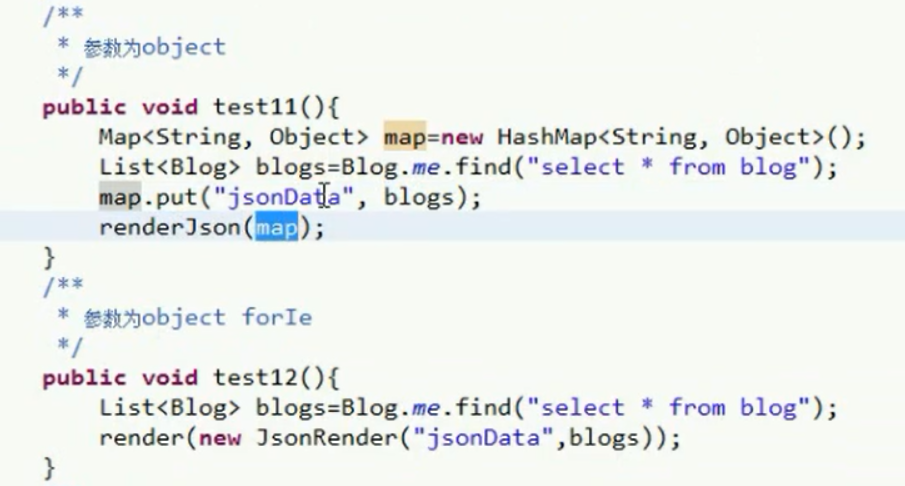 /**
 * 参数为object
 */
public void test11(){
Map<String, Object> map=new HashMap<String, Object>();
List<Blog> blogs=Blog.me.find("select * from blog");
map.put("jsonData", blogs);
renderJson(map);
}
/**
 * 参数为object forIe
 */
public void test12(){
List<Blog> blogs=Blog.me.find("select * from blog");
render(new JsonRender("jsonData",blogs));
}